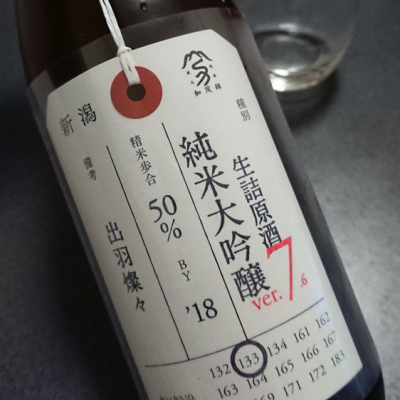 加茂錦
新潟
種別
生詰原酒
純米大吟醸
ver.7.6
精米歩合
50%
BY
'18
備考
出羽燦々
132 133 134 161 162
163 164 165 166 167
169 171 172 183